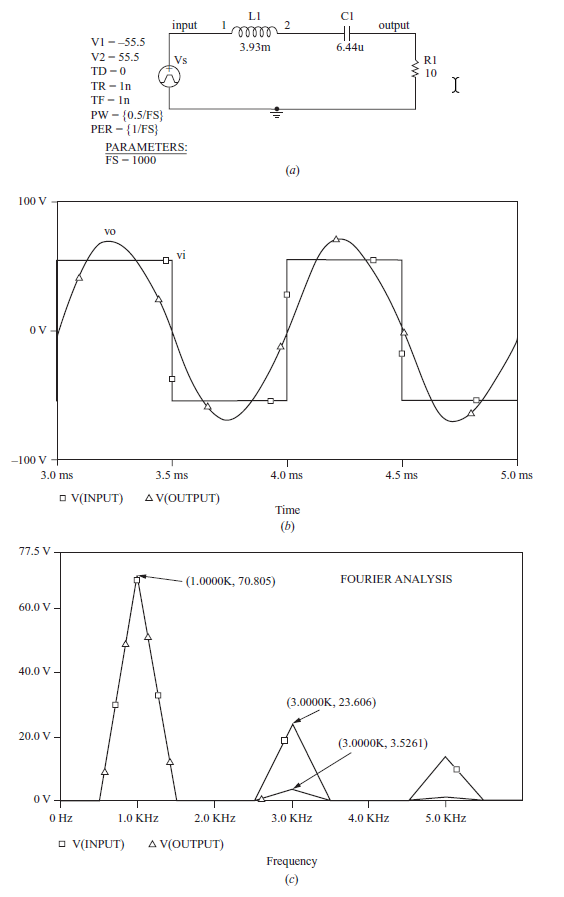 L1
C1
input
1
2
output
3.93m
6.44u
V1 = –55.5
V2 = 55.5
TD = 0
TR = 1n
TF = 1n
PW = {0.5/FS}
PER = {1/FS}
PARAMETERS:
FS = 1000
Vs
+
R1
10
(a)
100 V
0 V
–100 V
vo
vi
3.0 ms
3.5 ms
4.0 ms
4.5 ms
5.0 ms
V(INPUT)
V(OUTPUT)
Time
(b)
77.5 V
60.0 V
40.0 V
20.0 V
0 V
(1.0000K, 70.805)
FOURIER ANALYSIS
(3.0000K, 23.606)
(3.0000K, 3.5261)
0 Hz
1.0 KHz
2.0 KHz
3.0 KHz
4.0 KHz
5.0 KHz
V(INPUT)
V(OUTPUT)
Frequency
(c)